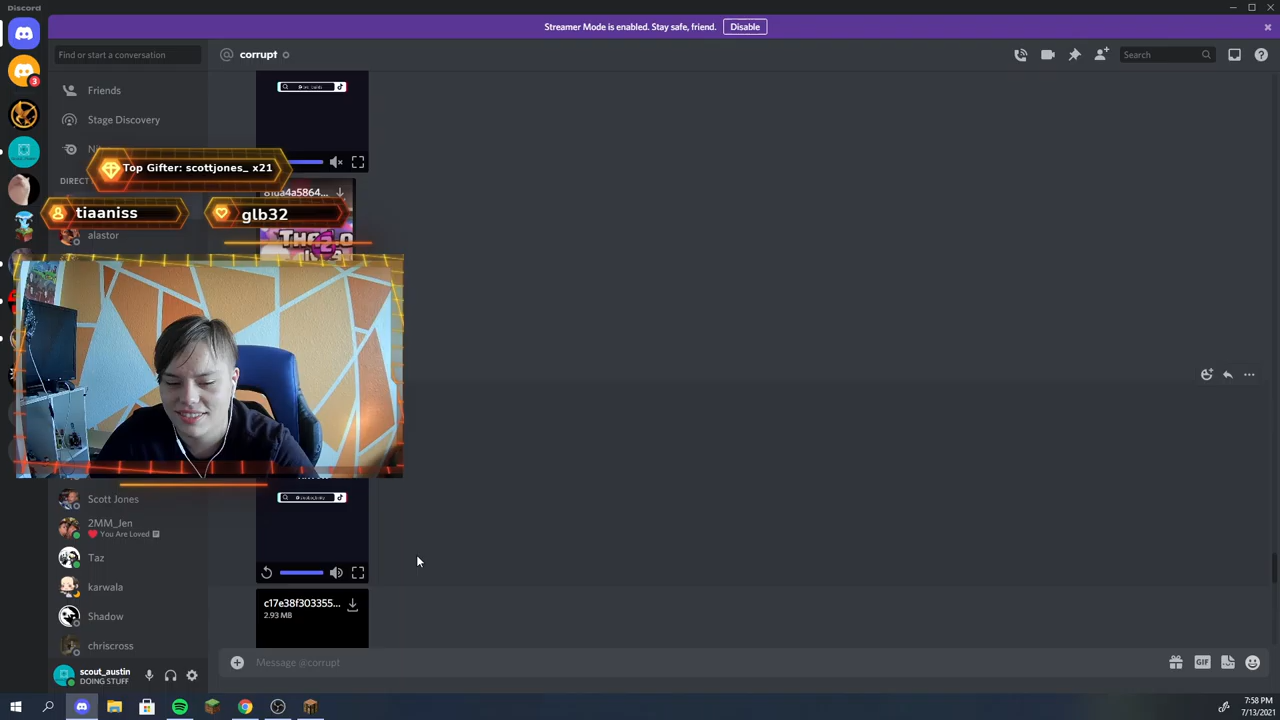 Discord
Streamer Mode is enabled. Stay safe, friend.
Disable
Find or start a conversation
corrupt
Search
Friends
Stage Discovery
Top Gifter: scottjones_ x21
DIRECT
tiaaniss
glb32
alastor
Scott Jones
2MM_Jen
You Are Loved
Taz
karwala
Shadow
chriscross
c17e38f303355...
2.93 MB
scout_austin
DOING STUFF
Message @corrupt
GIF
3
7:58 PM
7/13/2021